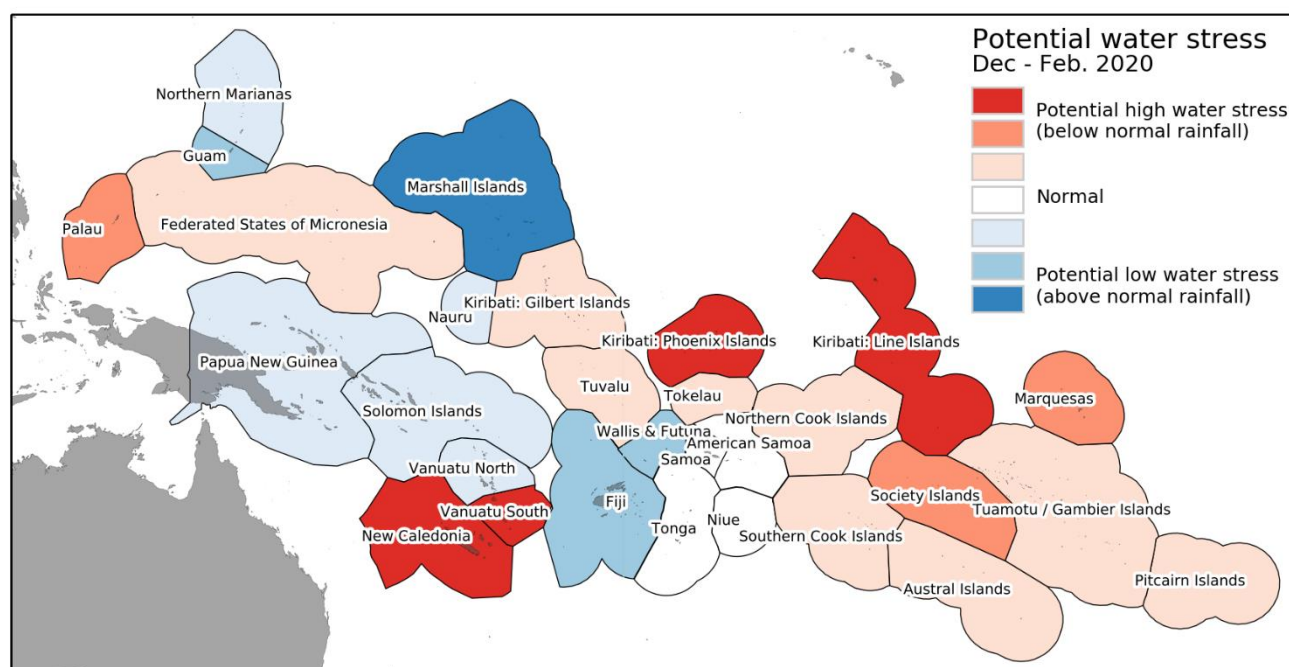 Potential water stress
Dec - Feb. 2020
Potential high water stress
(below normal rainfall)
Normal
Potential low water stress
(above normal rainfall)
Northern Marianas
Guam
Marshall Islands
Palau
Federated States of Micronesia
Nauru
Kiribati: Gilbert Islands
Kiribati: Phoenix Islands
Kiribati: Line Islands
Papua New Guinea
Tuvalu
Tokelau
Marquesas
Solomon Islands
Northern Cook Islands
Wallis & Futuna
American Samoa
Samoa
Vanuatu North
Society Islands
Fiji
Vanuatu South
Tuamotu / Gambier Islands
New Caledonia
Tonga
Niue
Southern Cook Islands
Pitcairn Islands
Austral Islands